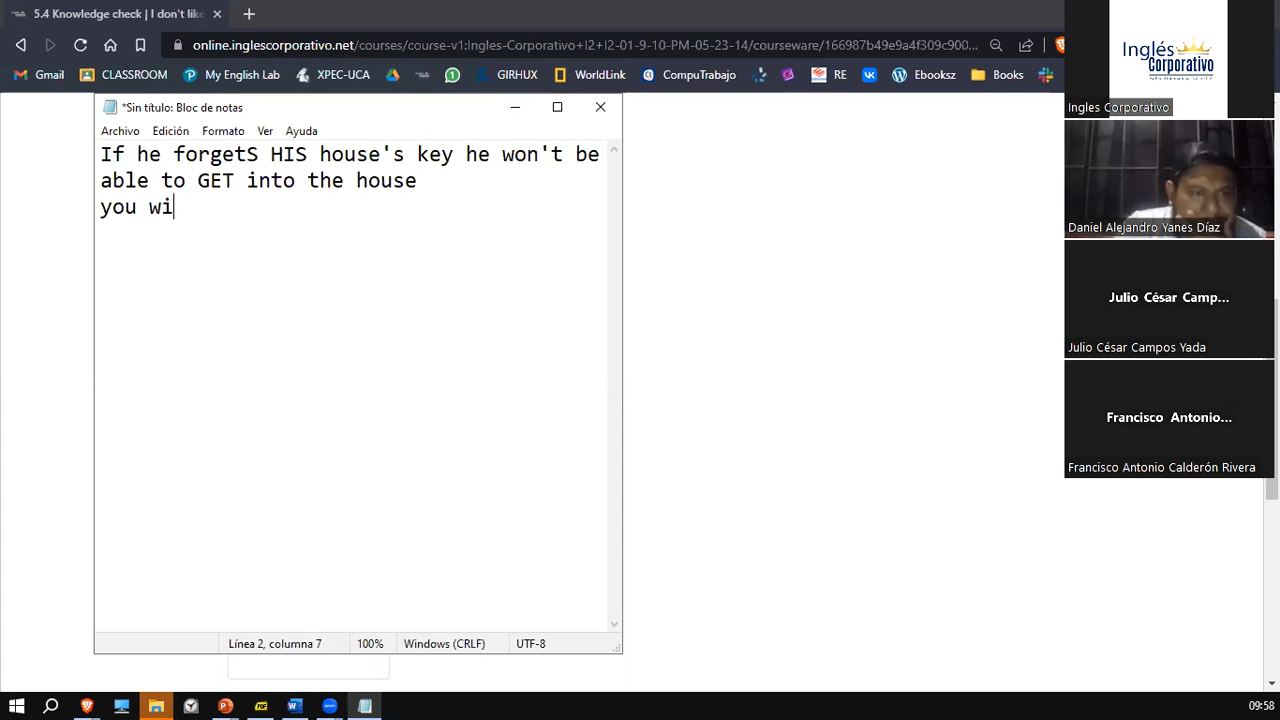 5.4 Knowledge check | I don't like
online.inglescorporativo.net/courses/course-v1:Ingles-Corporativo+I2+I2-01-9-10-PM-05-23-14/courseware/166987b49e9a4f309c900...
Gmail CLASSROOM My English Lab XPEC-UCA GIRHUX WorldLink CompuTrabajo RE Ebooksz Books
*Sin título: Bloc de notas
Archivo Edición Formato Ver Ayuda
If he forgetS HIS house's key he won't be
able to GET into the house
you wi
Línea 2, columna 7 100% Windows (CRLF) UTF-8
Inglés
Corporativo
Ingles Corporativo
Daniel Alejandro Yanes Díaz
Julio César Camp...
Julio César Campos Yada
Francisco Antonio...
Francisco Antonio Calderón Rivera
09:58